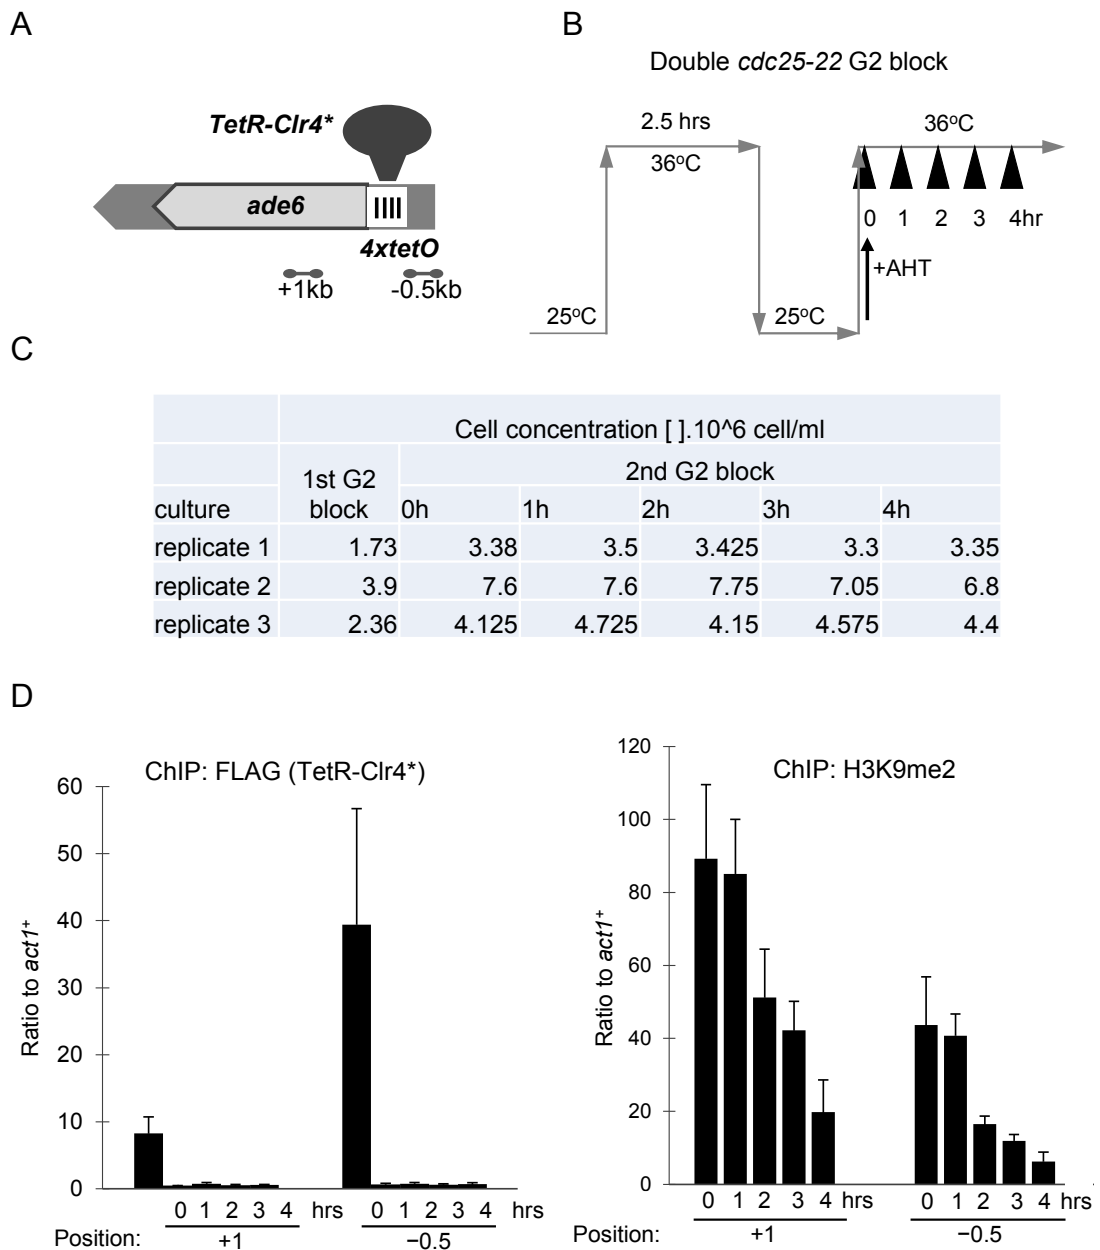 A
TetR-Clr4*
ade6
4xtetO
+1kb
-0.5kb
B
Double cdc25-22 G2 block
2.5 hrs
36°C
36°C
0 1 2 3 4hr
+AHT
25°C
25°C
C
Cell concentration [ ].10^6 cell/ml
1st G2 block
2nd G2 block
culture
0h 1h 2h 3h 4h
replicate 1 1.73 3.38 3.5 3.425 3.3 3.35
replicate 2 3.9 7.6 7.6 7.75 7.05 6.8
replicate 3 2.36 4.125 4.725 4.15 4.575 4.4
D
ChIP: FLAG (TetR-Clr4*)
Ratio to act1+
60
50
40
30
20
10
0
0 1 2 3 4 hrs
0 1 2 3 4 hrs
Position: +1 −0.5
ChIP: H3K9me2
Ratio to act1+
120
100
80
60
40
20
0
0 1 2 3 4 hrs
0 1 2 3 4 hrs
Position: +1 −0.5